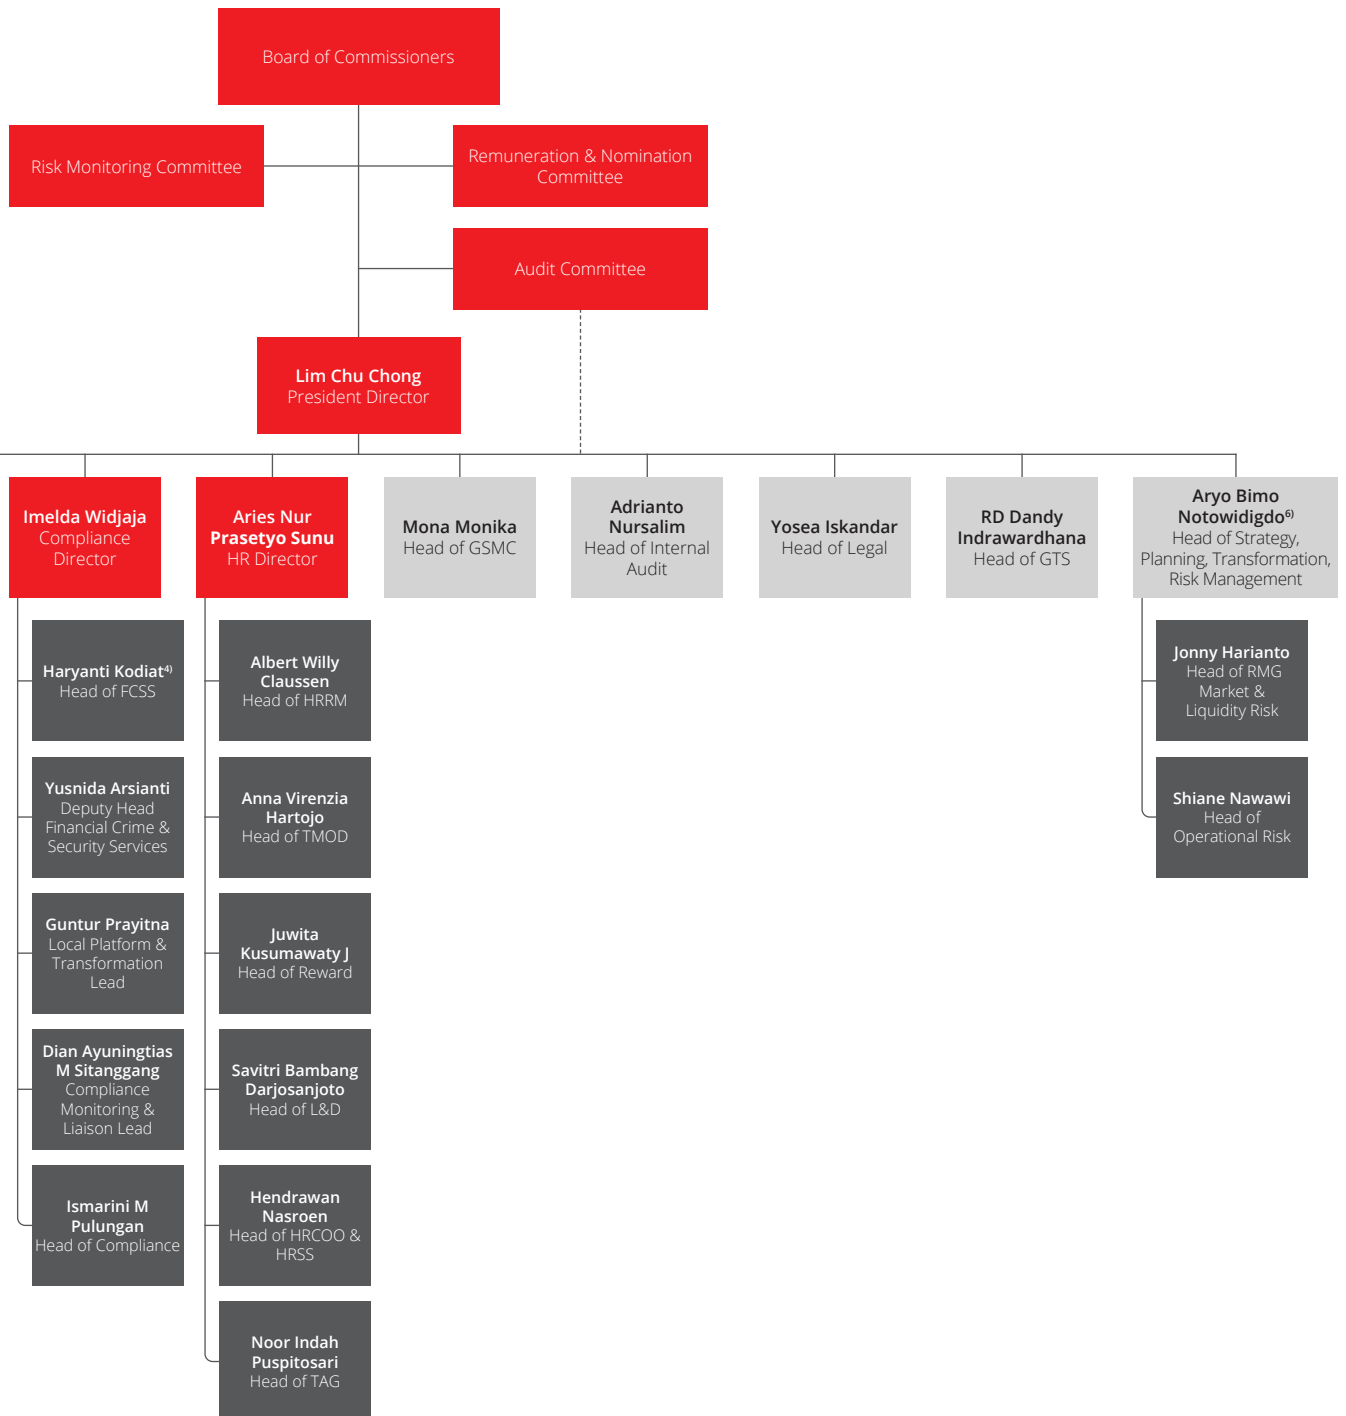 Board of Commissioners
Risk Monitoring Committee
Remuneration & Nomination
Committee
Audit Committee
Lim Chu Chong
President Director
Imelda Widjaja
Compliance
Director
Aries Nur
Prasetyo Sunu
HR Director
Mona Monika
Head of GSMC
Adrianto
Nursalim
Head of Internal
Audit
Yosea Iskandar
Head of Legal
RD Dandy
Indrawardhana
Head of GTS
Aryo Bimo
Notowidigdo⁶⁾
Head of Strategy,
Planning, Transformation,
Risk Management
Haryanti Kodiat⁴⁾
Head of FCSS
Yusnida Arsianti
Deputy Head
Financial Crime &
Security Services
Guntur Prayitna
Local Platform &
Transformation
Lead
Dian Ayuningtias
M Sitanggang
Compliance
Monitoring &
Liaison Lead
Ismarini M
Pulungan
Head of Compliance
Albert Willy
Claussen
Head of HRRM
Anna Virenzia
Hartojo
Head of TMOD
Juwita
Kusumawaty J
Head of Reward
Savitri Bambang
Darjosanjoto
Head of L&D
Hendrawan
Nasroen
Head of HRCOO &
HRSS
Noor Indah
Puspitosari
Head of TAG
Jonny Harianto
Head of RMG
Market &
Liquidity Risk
Shiane Nawawi
Head of
Operational Risk